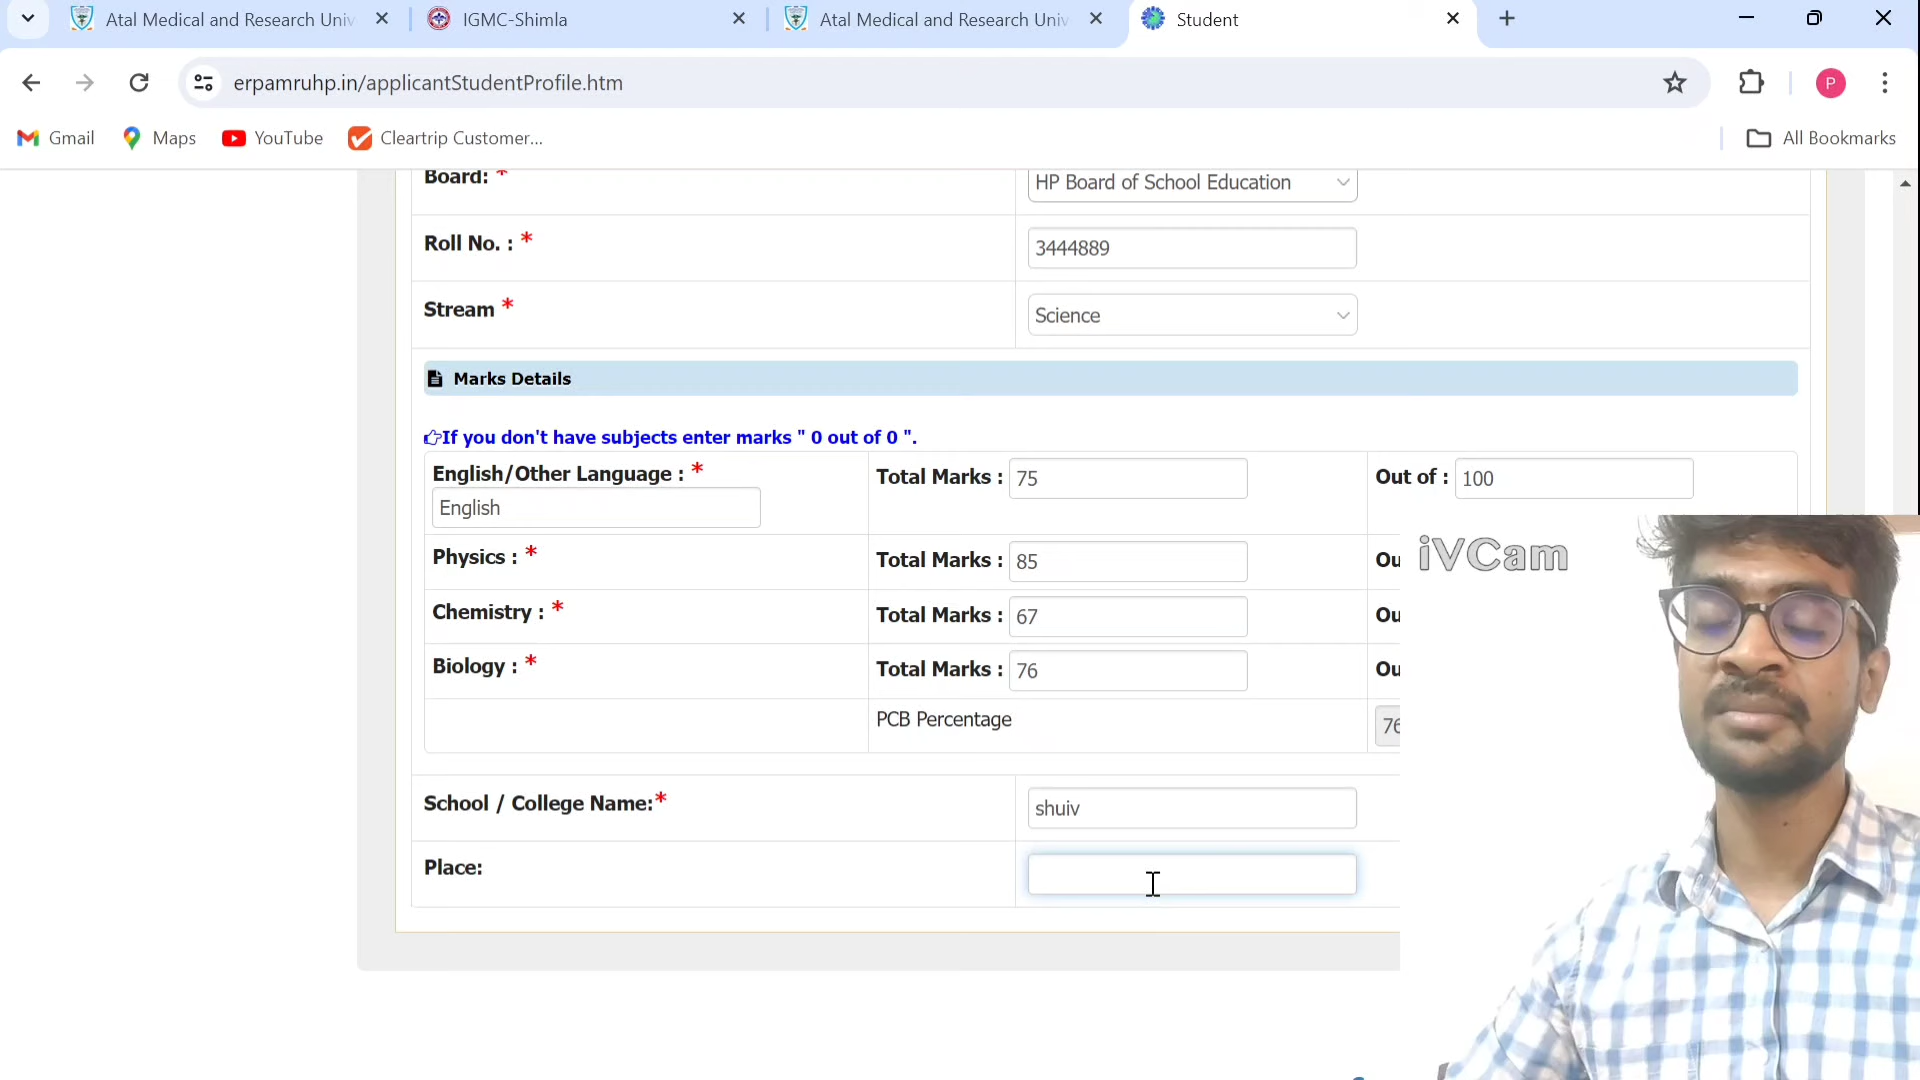 Atal Medical and Research Univ
IGMC-Shimla
Atal Medical and Research Univ
Student
erpamruhp.in/applicantStudentProfile.htm
P
Gmail
Maps
YouTube
Cleartrip Customer...
All Bookmarks
Board: *
HP Board of School Education
Roll No. : *
3444889
Stream *
Science
Marks Details
If you don't have subjects enter marks " 0 out of 0 ".
English/Other Language : *
English
Total Marks : 75
Out of : 100
Physics : *
Total Marks : 85
Ou
Chemistry : *
Total Marks : 67
Ou
Biology : *
Total Marks : 76
Ou
PCB Percentage
76
School / College Name:*
shuiv
Place:
iVCam